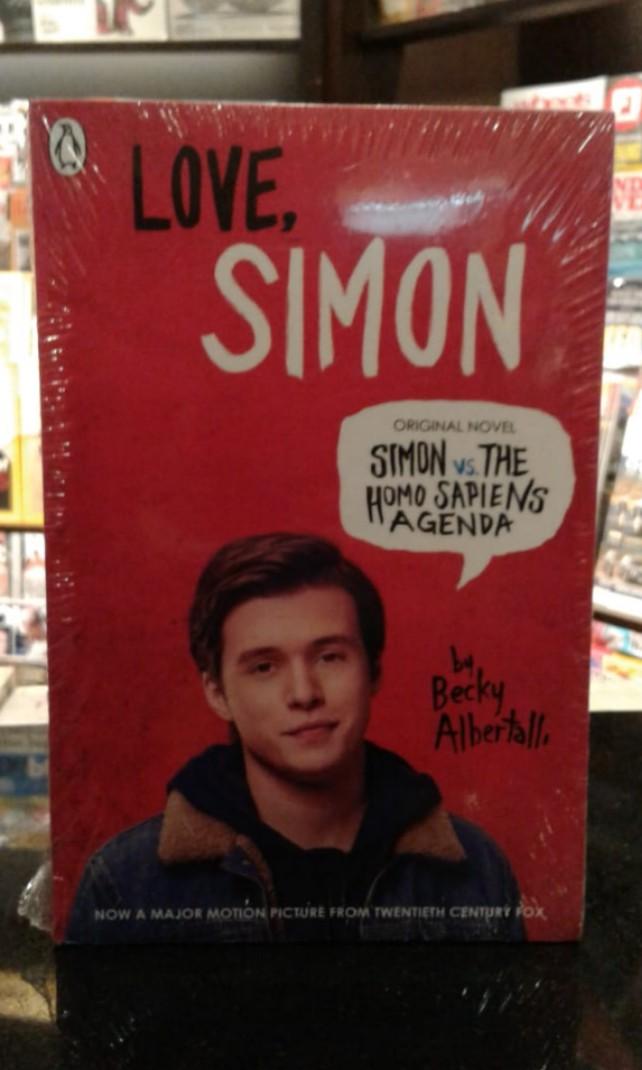 LOVE,
SIMON
ORIGINAL NOVEL
SIMON VS. THE
HOMO SAPIENS
AGENDA
by
Becky
Albertalli
NOW A MAJOR MOTION PICTURE FROM TWENTIETH CENTURY FOX